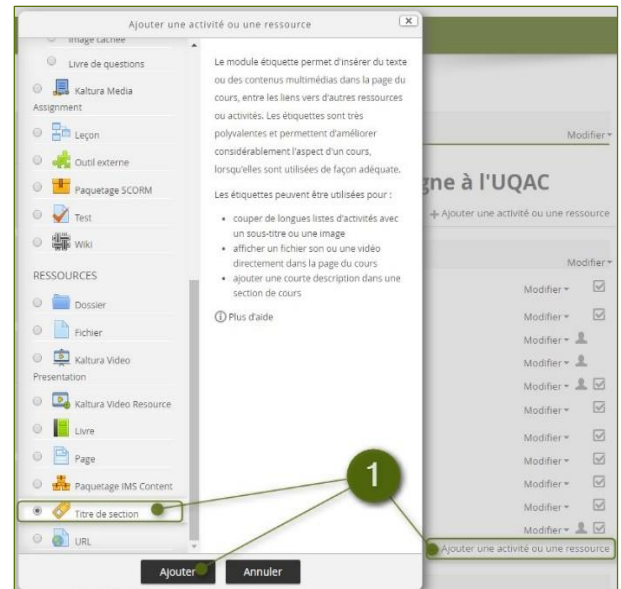 Ajouter une activité ou une ressource
x
Image cachée
Livre de questions
Kaltura Media
Assignment
Leçon
Outil externe
Paquetage SCORM
Test
Wiki
RESSOURCES
Dossier
Fichier
Kaltura Video
Presentation
Kaltura Video Resource
Livre
Page
Paquetage IMS Content
Titre de section
URL
Le module étiquette permet d'insérer du texte
ou des contenus multimédias dans la page du
cours, entre les liens vers d'autres ressources
ou activités. Les étiquettes sont très
polyvalentes et permettent d'améliorer
considérablement l'aspect d'un cours,
lorsqu'elles sont utilisées de façon adéquate.
Les étiquettes peuvent être utilisées pour :
couper de longues listes d'activités avec
un sous-titre ou une image
afficher un fichier son ou une vidéo
directement dans la page du cours
ajouter une courte description dans une
section de cours
Plus d'aide
Ajouter
Annuler
1
Modifier
gne à l'UQAC
Ajouter une activité ou une ressource
Modifier
Modifier
Modifier
Modifier
Modifier
Modifier
Modifier
Modifier
Modifier
Modifier
Modifier
Modifier
Ajouter une activité ou une ressource